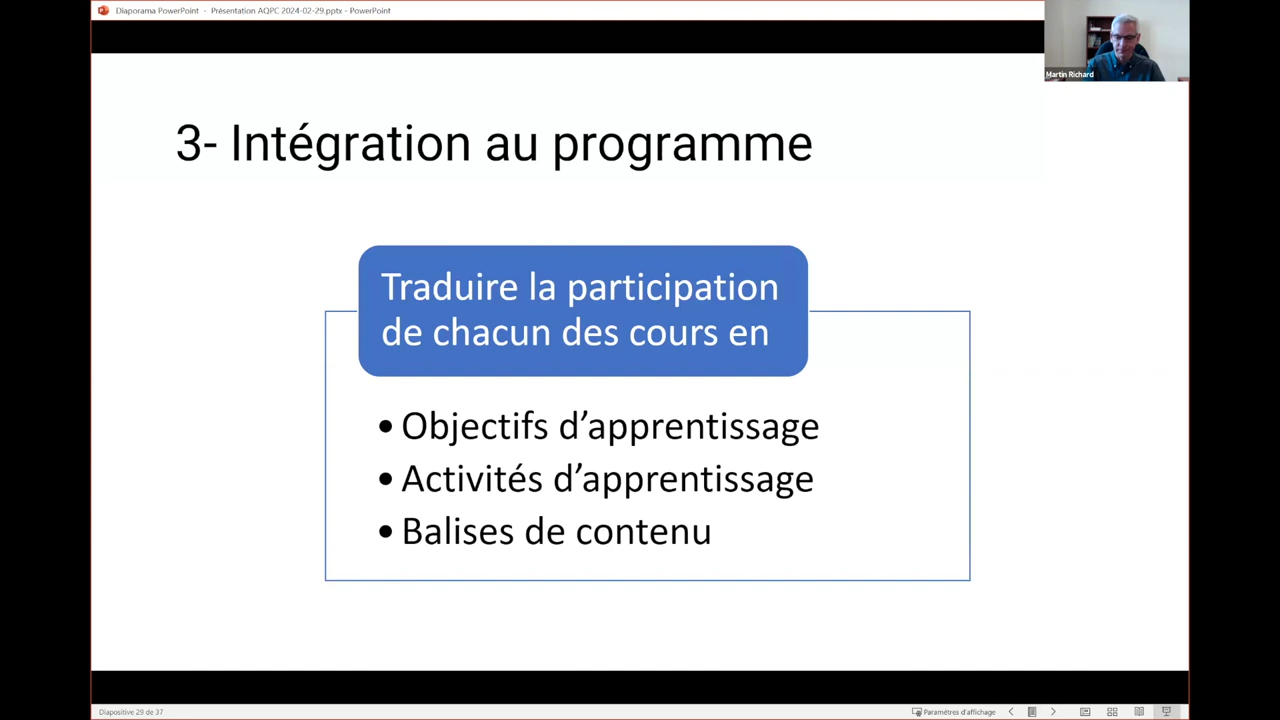 Diaporama PowerPoint - Présentation AQPC 2024-02-29.pptx - PowerPoint
Martin Richard
3- Intégration au programme
Traduire la participation
de chacun des cours en
• Objectifs d’apprentissage
• Activités d’apprentissage
• Balises de contenu
Diapositive 29 de 37
Paramètres d'affichage